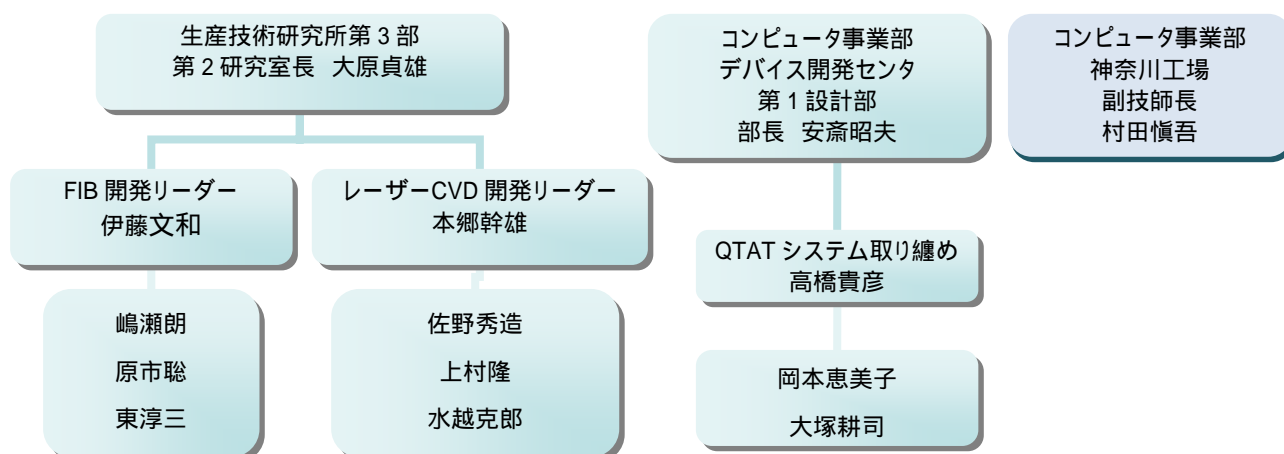 生産技術研究所第3部
第2研究室長 大原貞雄
コンピュータ事業部
デバイス開発センタ
第1設計部
部長 安斎昭夫
コンピュータ事業部
神奈川工場
副技師長
村田愼吾
FIB 開発リーダー
伊藤文和
レーザーCVD 開発リーダー
本郷幹雄
QTAT システム取り纏め
高橋貴彦
嶋瀬朗
原市聡
東淳三
佐野秀造
上村隆
水越克郎
岡本恵美子
大塚耕司